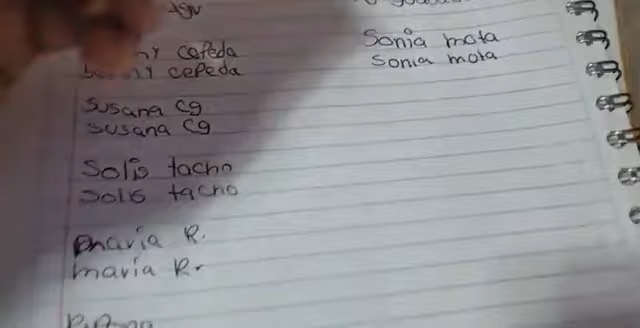 cepeda
cepeda
Susana Cg
Susana Cg
Solis tacho
Solis tacho
maria R.
maria R.
Sonia mota
Sonia mota